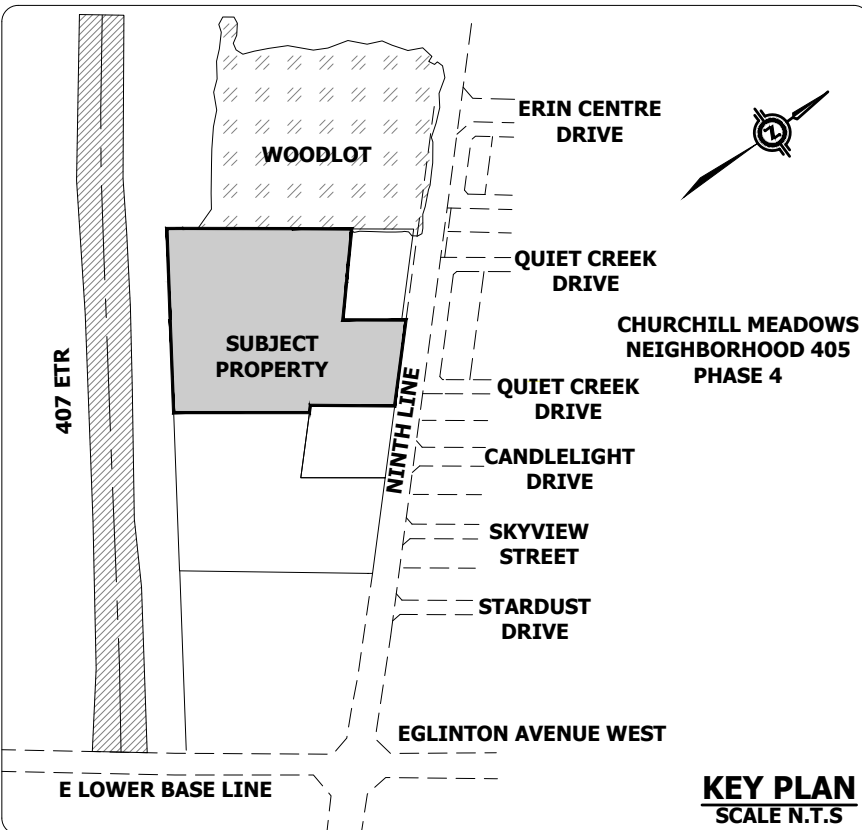 ERIN CENTRE
DRIVE
Z
WOODLOT
QUIET CREEK
DRIVE
CHURCHILL MEADOWS
NEIGHBORHOOD 405
PHASE 4
SUBJECT
PROPERTY
407 ETR
NINTH LINE
QUIET CREEK
DRIVE
CANDLELIGHT
DRIVE
SKYVIEW
STREET
STARDUST
DRIVE
EGLINTON AVENUE WEST
E LOWER BASE LINE
KEY PLAN
SCALE N.T.S